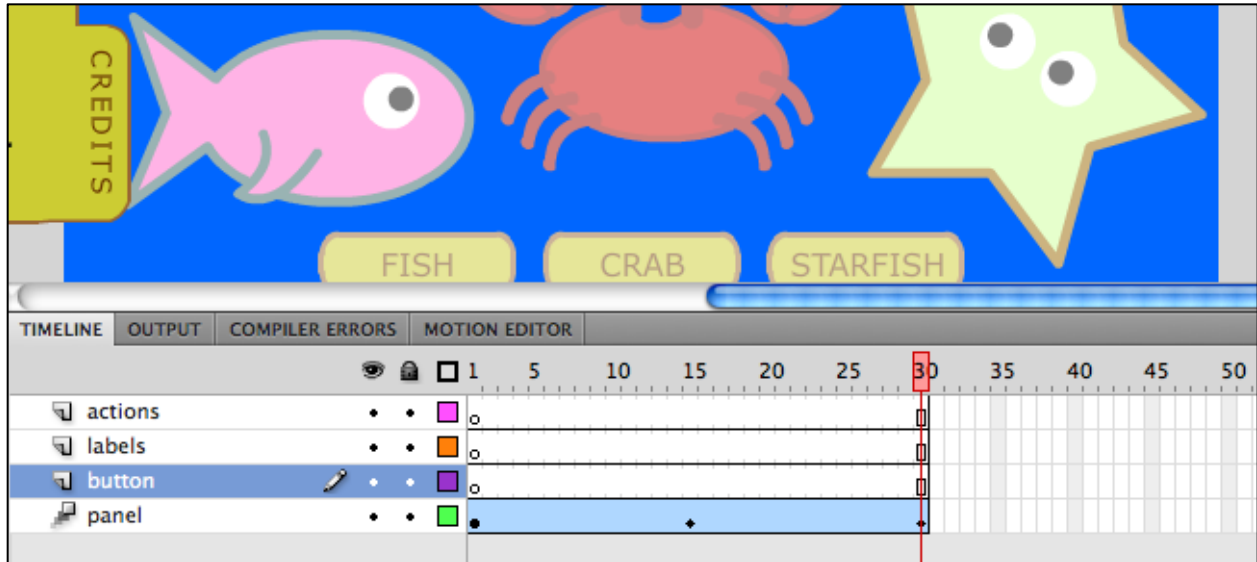 CREDITS
FISH CRAB STARFISH
TIMELINE OUTPUT COMPILER ERRORS MOTION EDITOR
1 5 10 15 20 25 30 35 40 45 50
actions
labels
button
panel